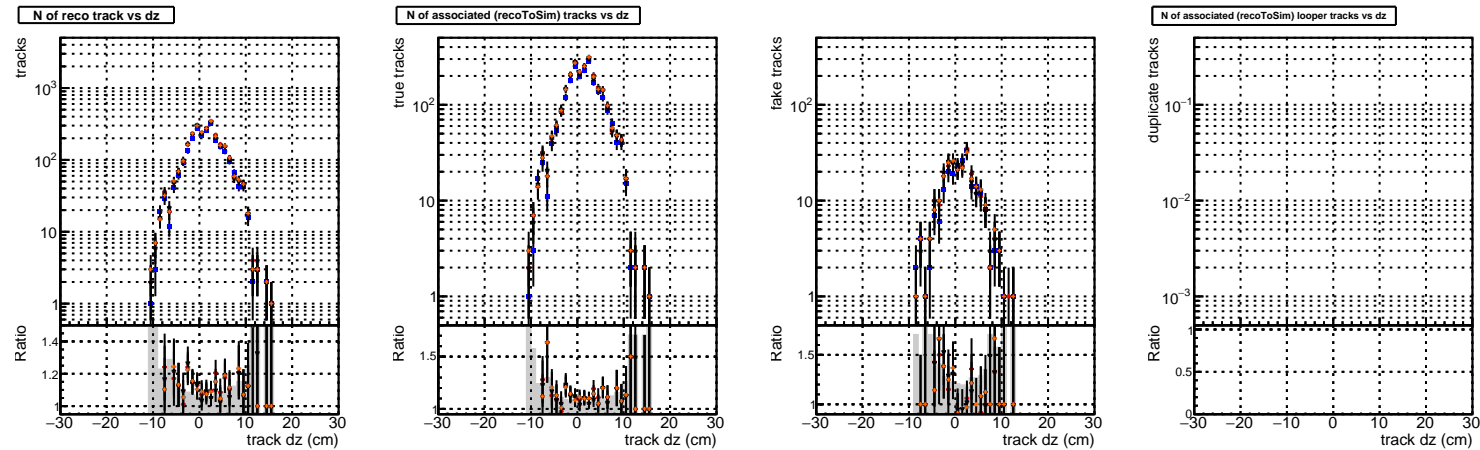 N of reco track vs dz
tracks
10³
10²
10
1
Ratio
1.4
1.2
1
−30 −20 −10 0 10 20 30
track dz (cm)
N of associated (recoToSim) tracks vs dz
true tracks
10²
10
1
Ratio
1.5
1
−30 −20 −10 0 10 20 30
track dz (cm)
fake tracks
10²
10
1
Ratio
1.5
1
−30 −20 −10 0 10 20 30
track dz (cm)
N of associated (recoToSim) looper tracks vs dz
duplicate tracks
10⁻¹
10⁻²
10⁻³
Ratio
1
0.5
0
−30 −20 −10 0 10 20 30
track dz (cm)